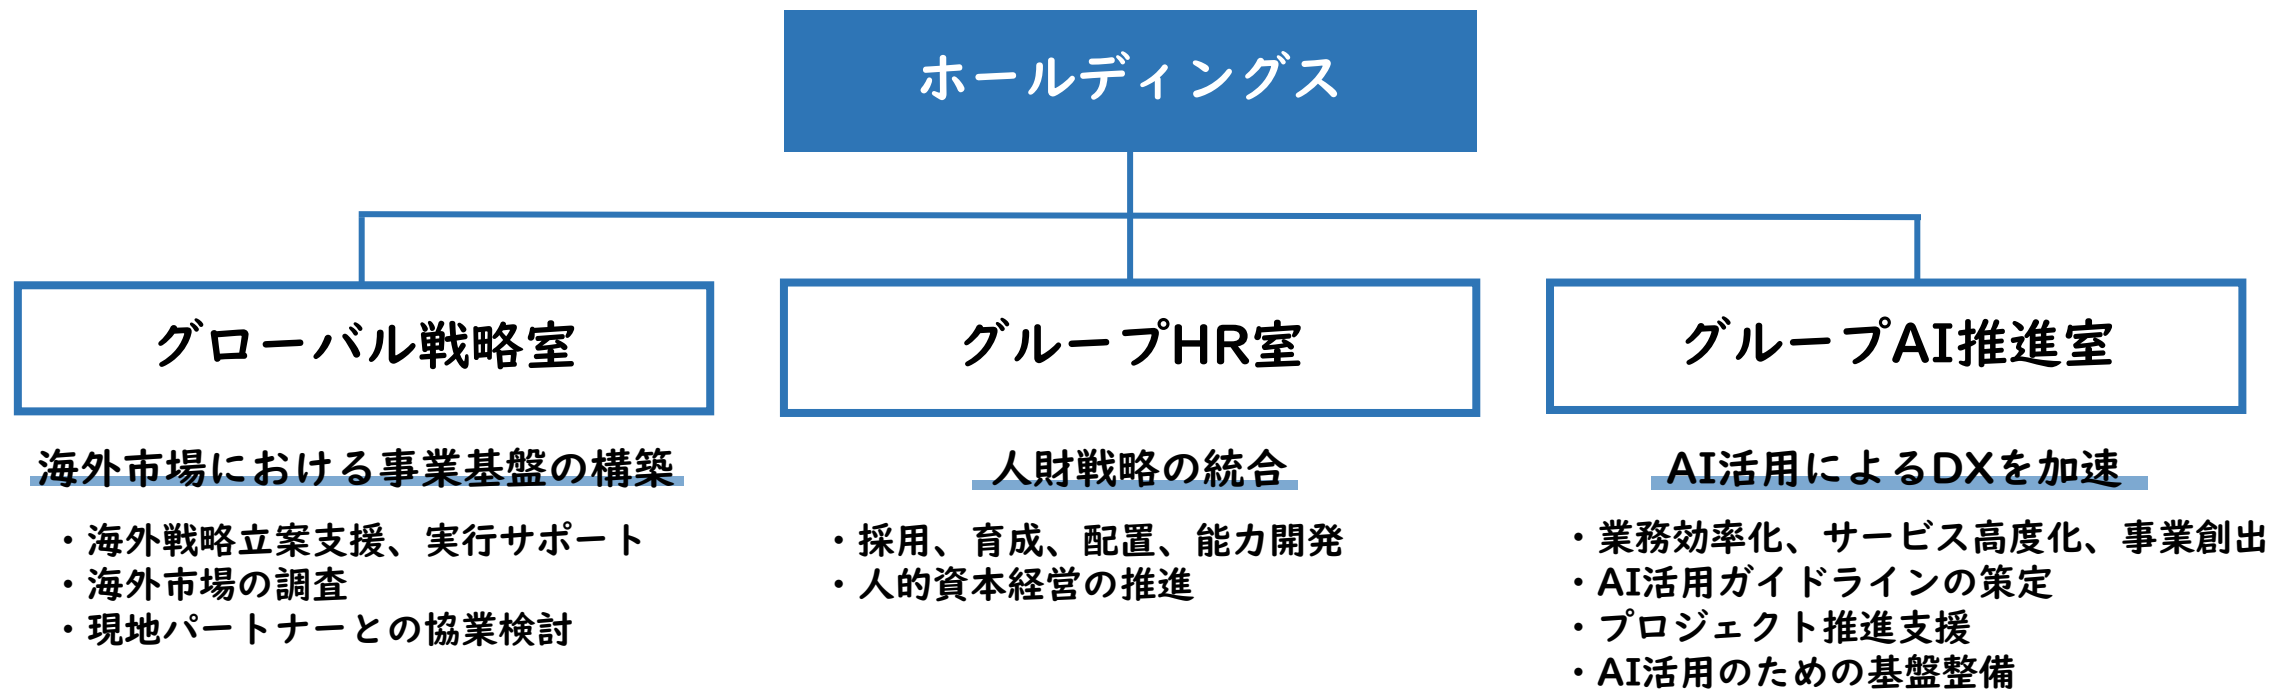 ホールディングス
グローバル戦略室
海外市場における事業基盤の構築
・海外戦略立案支援、実行サポート
・海外市場の調査
・現地パートナーとの協業検討
グループHR室
人財戦略の統合
・採用、育成、配置、能力開発
・人的資本経営の推進
グループAI推進室
AI活用によるDXを加速
・業務効率化、サービス高度化、事業創出
・AI活用ガイドラインの策定
・プロジェクト推進支援
・AI活用のための基盤整備